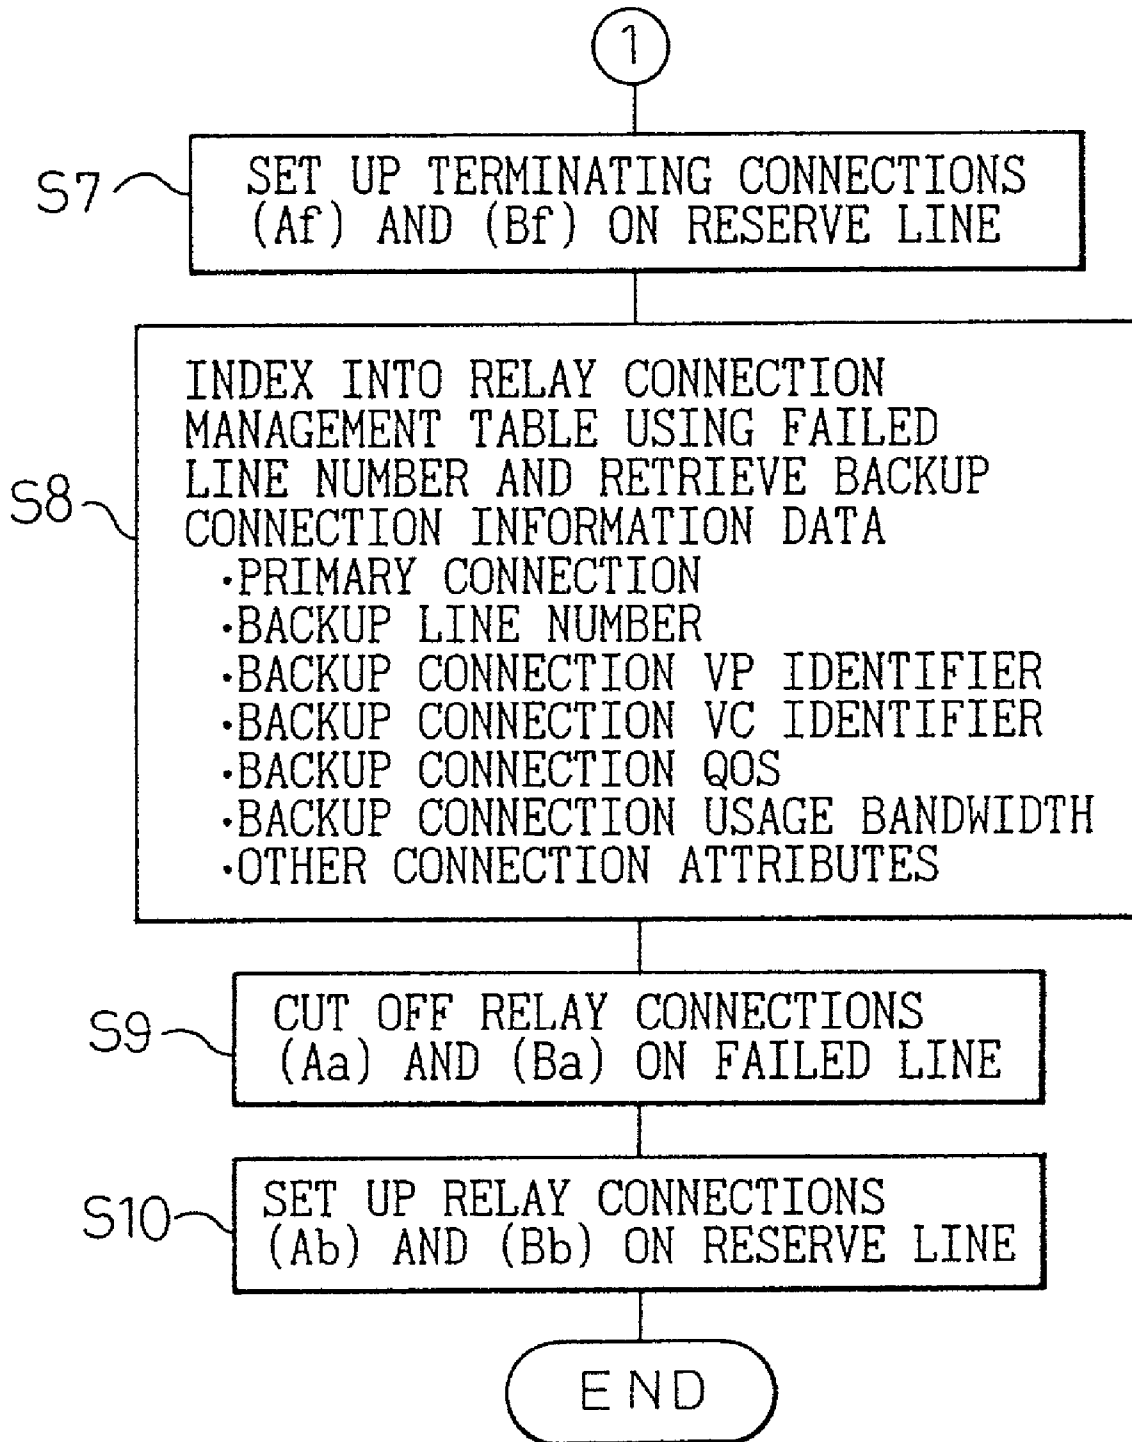 1
S7
SET UP TERMINATING CONNECTIONS
(Af) AND (Bf) ON RESERVE LINE
S8
INDEX INTO RELAY CONNECTION
MANAGEMENT TABLE USING FAILED
LINE NUMBER AND RETRIEVE BACKUP
CONNECTION INFORMATION DATA
·PRIMARY CONNECTION
·BACKUP LINE NUMBER
·BACKUP CONNECTION VP IDENTIFIER
·BACKUP CONNECTION VC IDENTIFIER
·BACKUP CONNECTION QOS
·BACKUP CONNECTION USAGE BANDWIDTH
·OTHER CONNECTION ATTRIBUTES
S9
CUT OFF RELAY CONNECTIONS
(Aa) AND (Ba) ON FAILED LINE
S10
SET UP RELAY CONNECTIONS
(Ab) AND (Bb) ON RESERVE LINE
END